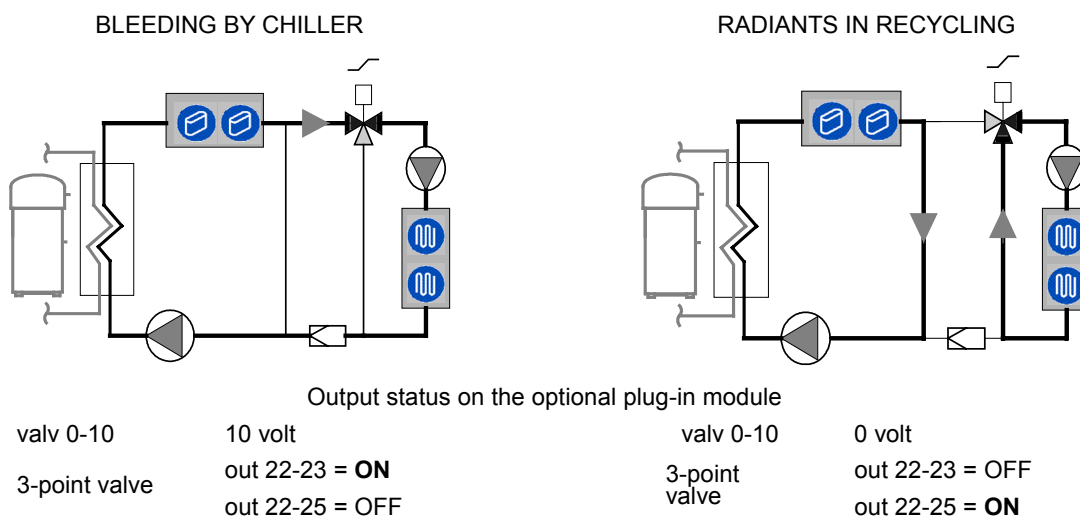 BLEEDING BY CHILLER
RADIANTS IN RECYCLING
Output status on the optional plug-in module
valv 0-10 10 volt
3-point valve
out 22-23 = ON
out 22-25 = OFF
valv 0-10 0 volt
3-point
valve
out 22-23 = OFF
out 22-25 = ON